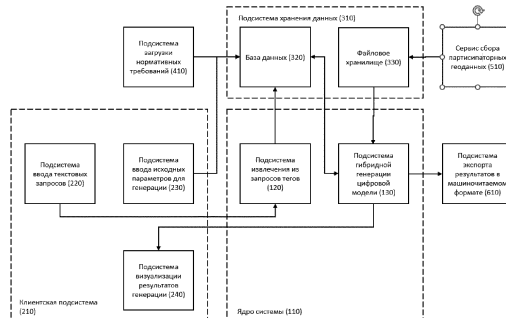 Подсистема хранения данных (310)
Подсистема
загрузки
нормативных
требований (410)
База данных (320)
Файловое
хранилище (330)
Сервис сбора
партисипаторных
геоданных (510)
Подсистема
ввода текстовых
запросов (220)
Подсистема
ввода исходных
параметров для
генерации (230)
Подсистема
извлечения из
запросов тегов
(120)
Подсистема
гибридной
генерации
цифровой
модели (130)
Подсистема
экспорта
результатов в
машиночитаемом
формате (610)
Подсистема
визуализации
результатов
генерации (240)
Клиентская подсистема
(210)
Ядро системы (110)